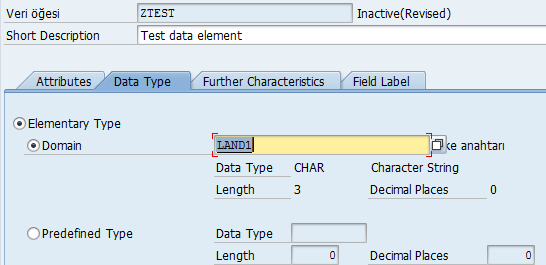 Veri öğesi ZTEST Inactive(Revised)
Short Description Test data element
Attributes Data Type Further Characteristics Field Label
Elementary Type
Domain LAND1 ke anahtarı
Data Type CHAR Character String
Length 3 Decimal Places 0
Predefined Type Data Type
Length 0 Decimal Places 0